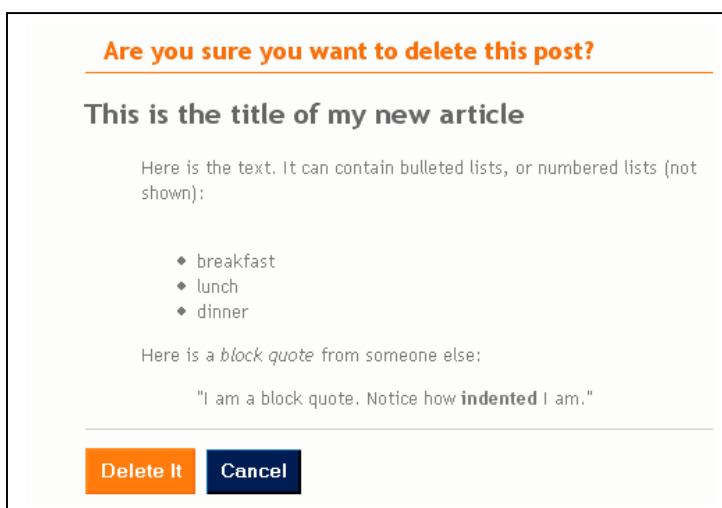 Are you sure you want to delete this post?
This is the title of my new article
Here is the text. It can contain bulleted lists, or numbered lists (not
shown):
breakfast
lunch
dinner
Here is a block quote from someone else:
"I am a block quote. Notice how indented I am."
Delete It
Cancel